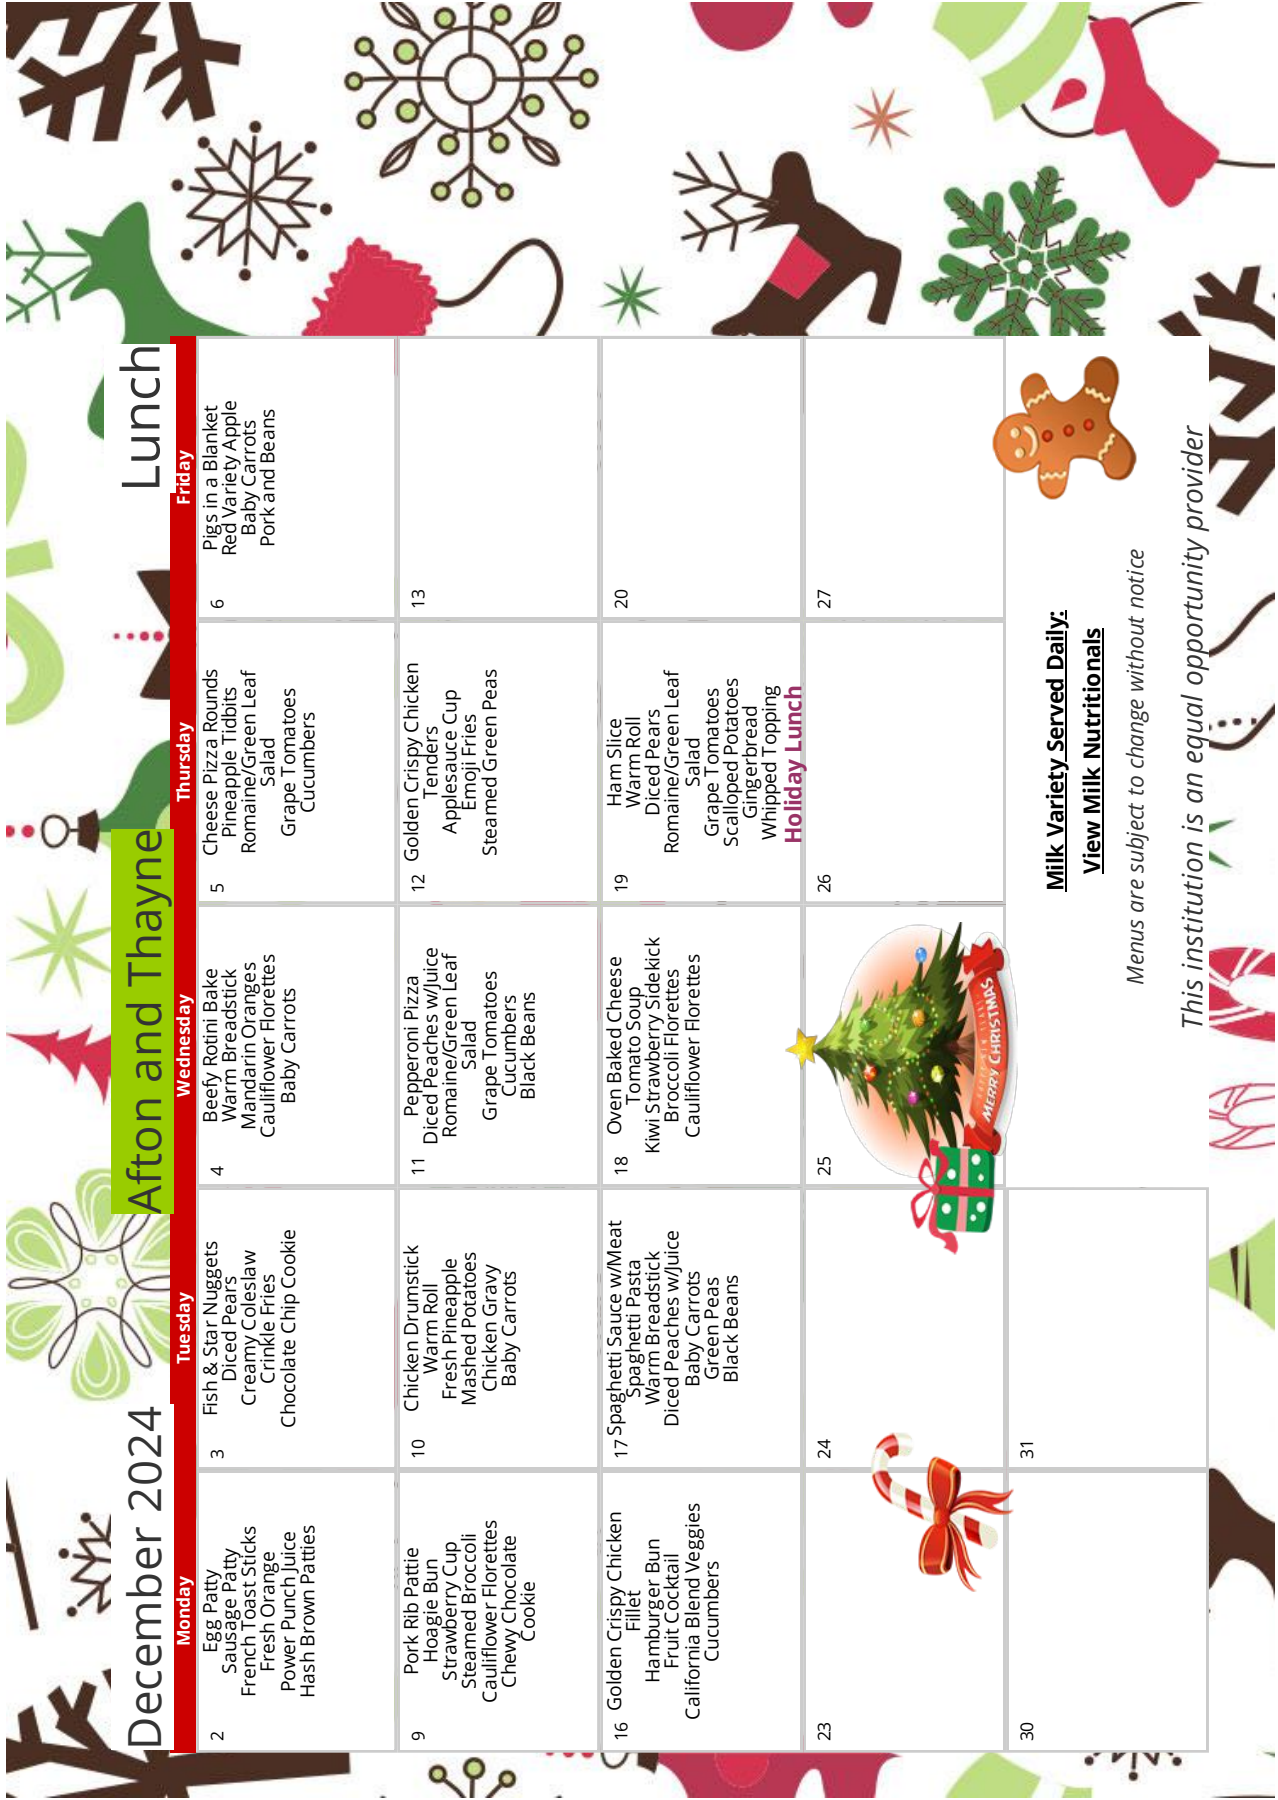 December 2024
Afton and Thayne
Lunch
Monday
Tuesday
Wednesday
Thursday
Friday
2
Egg Patty
Sausage Patty
French Toast Sticks
Fresh Orange
Power Punch Juice
Hash Brown Patties
3
Fish & Star Nuggets
Diced Pears
Creamy Coleslaw
Crinkle Fries
Chocolate Chip Cookie
4
Beefy Rotini Bake
Warm Breadstick
Mandarin Oranges
Cauliflower Florettes
Baby Carrots
5
Cheese Pizza Rounds
Pineapple Tidbits
Romaine/Green Leaf
Salad
Grape Tomatoes
Cucumbers
6
Pigs in a Blanket
Red Variety Apple
Baby Carrots
Pork and Beans
9
Pork Rib Pattie
Hoagie Bun
Strawberry Cup
Steamed Broccoli
Cauliflower Florettes
Chewy Chocolate
Cookie
10
Chicken Drumstick
Warm Roll
Fresh Pineapple
Mashed Potatoes
Chicken Gravy
Baby Carrots
11
Pepperoni Pizza
Diced Peaches w/Juice
Romaine/Green Leaf
Salad
Grape Tomatoes
Cucumbers
Black Beans
12
Golden Crispy Chicken
Tenders
Applesauce Cup
Emoji Fries
Steamed Green Peas
13
16
Golden Crispy Chicken
Fillet
Hamburger Bun
Fruit Cocktail
California Blend Veggies
Cucumbers
17
Spaghetti Sauce w/Meat
Spaghetti Pasta
Warm Breadstick
Diced Peaches w/Juice
Baby Carrots
Green Peas
Black Beans
18
Oven Baked Cheese
Tomato Soup
Kiwi Strawberry Sidekick
Broccoli Florettes
Cauliflower Florettes
19
Ham Slice
Warm Roll
Diced Pears
Romaine/Green Leaf
Salad
Grape Tomatoes
Scalloped Potatoes
Gingerbread
Whipped Topping
Holiday Lunch
20
23
24
25
MERRY CHRISTMAS
26
27
30
31
Milk Variety Served Daily:
View Milk Nutritionals
Menus are subject to change without notice
This institution is an equal opportunity provider